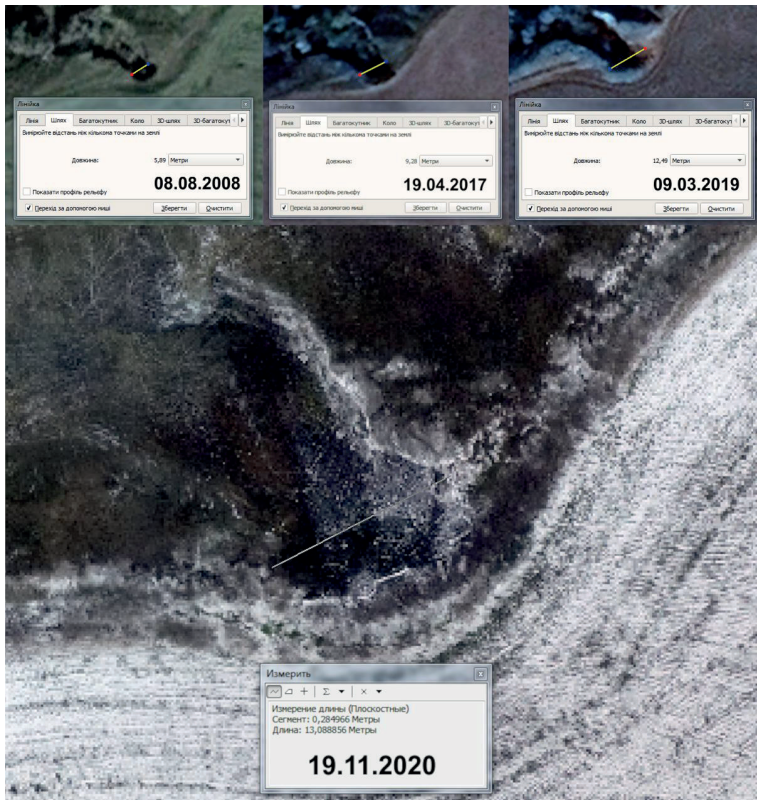 Лінійка
Лінія Шлях Багатокутник Коло 3D-шлях 3D-багатокут
Виміряйте відстань між кількома точками на землі
Довжина: 5,89 Метри
Показати профіль рельєфу
08.08.2008
Перехід за допомогою миші Зберегти Очистити
Лінійка
Лінія Шлях Багатокутник Коло 3D-шлях 3D-багатокут
Виміряйте відстань між кількома точками на землі
Довжина: 9,28 Метри
Показати профіль рельєфу
19.04.2017
Перехід за допомогою миші Зберегти Очистити
Лінійка
Лінія Шлях Багатокутник Коло 3D-шлях 3D-багатокут
Виміряйте відстань між кількома точками на землі
Довжина: 12,49 Метри
Показати профіль рельєфу
09.03.2019
Перехід за допомогою миші Зберегти Очистити
Измерить
Измерение длины (Плоскостные)
Сегмент: 0,284966 Метры
Длина: 13,088856 Метры
19.11.2020